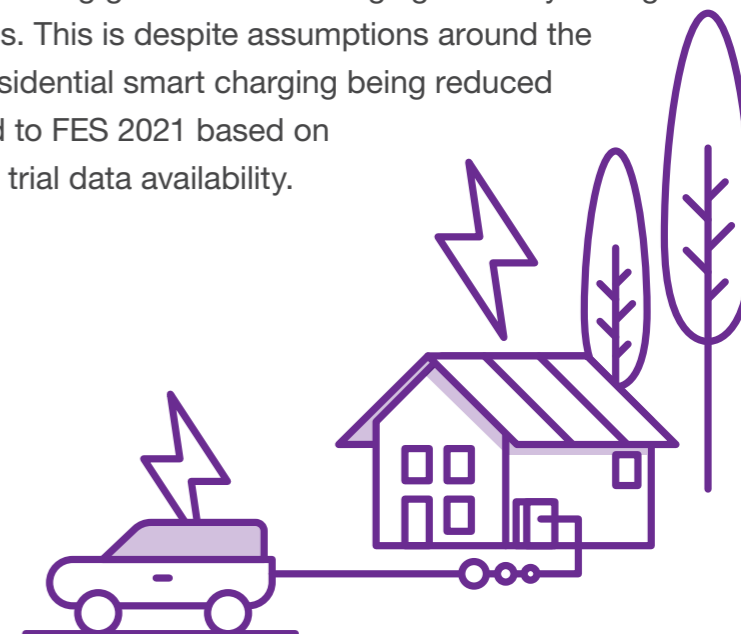 s. This is despite assumptions around the
sidential smart charging being reduced
d to FES 2021 based on
trial data availability.